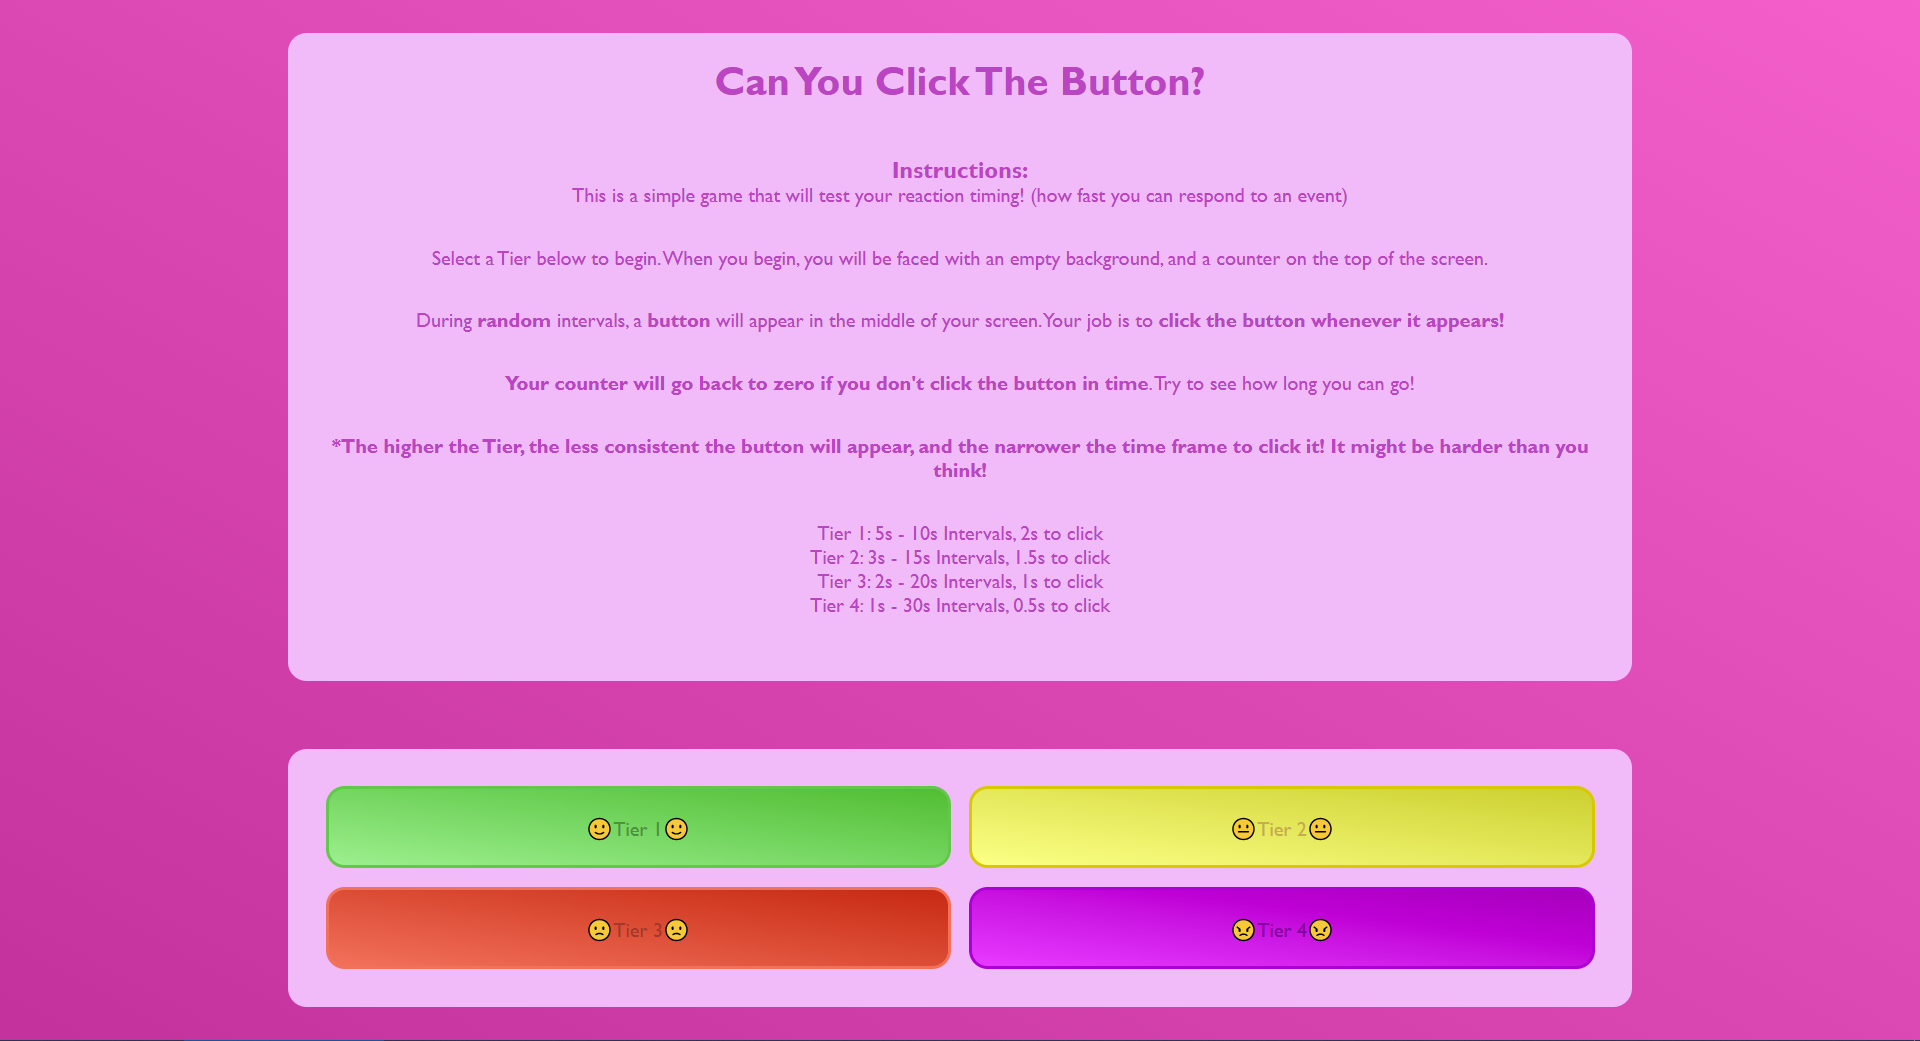 Can You Click The Button?
Instructions:
This is a simple game that will test your reaction timing! (how fast you can respond to an event)
Select a Tier below to begin. When you begin, you will be faced with an empty background, and a counter on the top of the screen.
During random intervals, a button will appear in the middle of your screen. Your job is to click the button whenever it appears!
Your counter will go back to zero if you don't click the button in time. Try to see how long you can go!
*The higher the Tier, the less consistent the button will appear, and the narrower the time frame to click it! It might be harder than you
think!
Tier 1: 5s - 10s Intervals, 2s to click
Tier 2: 3s - 15s Intervals, 1.5s to click
Tier 3: 2s - 20s Intervals, 1s to click
Tier 4: 1s - 30s Intervals, 0.5s to click
Tier 1
Tier 2
Tier 3
Tier 4